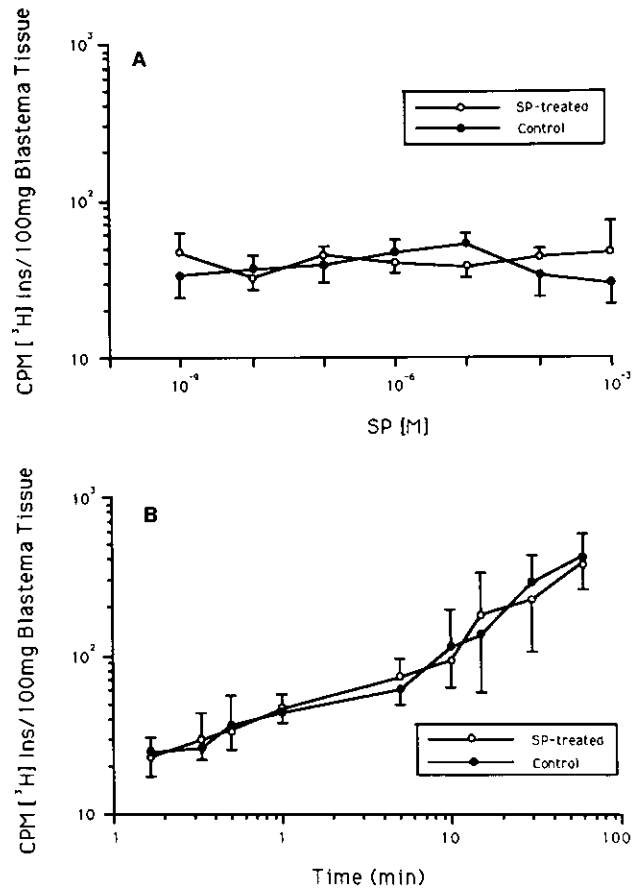 A
CPM [³H] Ins/100mg Blastema Tissue
10³
10²
10
SP-treated
Control
10⁻⁹
10⁻⁶
10⁻³
SP [M]
B
CPM [³H] Ins/100mg Blastema Tissue
10³
10²
10
SP-treated
Control
1
1
10
100
Time (min)